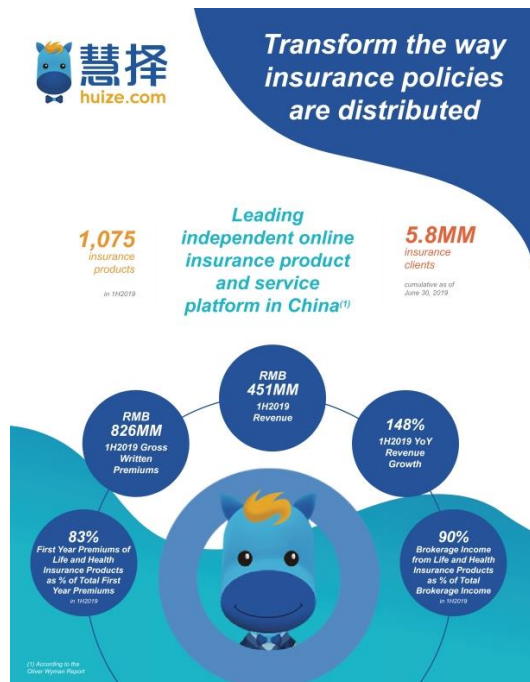 慧择
huize.com
Transform the way
insurance policies
are distributed
1,075
insurance
products
in 1H2019
Leading
independent online
insurance product
and service
platform in China(1)
5.8MM
insurance
clients
cumulative as of
June 30, 2019
RMB
826MM
1H2019 Gross
Written
Premiums
RMB
451MM
1H2019
Revenue
148%
1H2019 YoY
Revenue
Growth
83%
First Year Premiums of
Life and Health
Insurance Products
as % of Total First
Year Premiums
in 1H2019
90%
Brokerage Income
from Life and Health
Insurance Products
as % of Total
Brokerage Income
in 1H2019
(1) According to the
Oliver Wyman Report